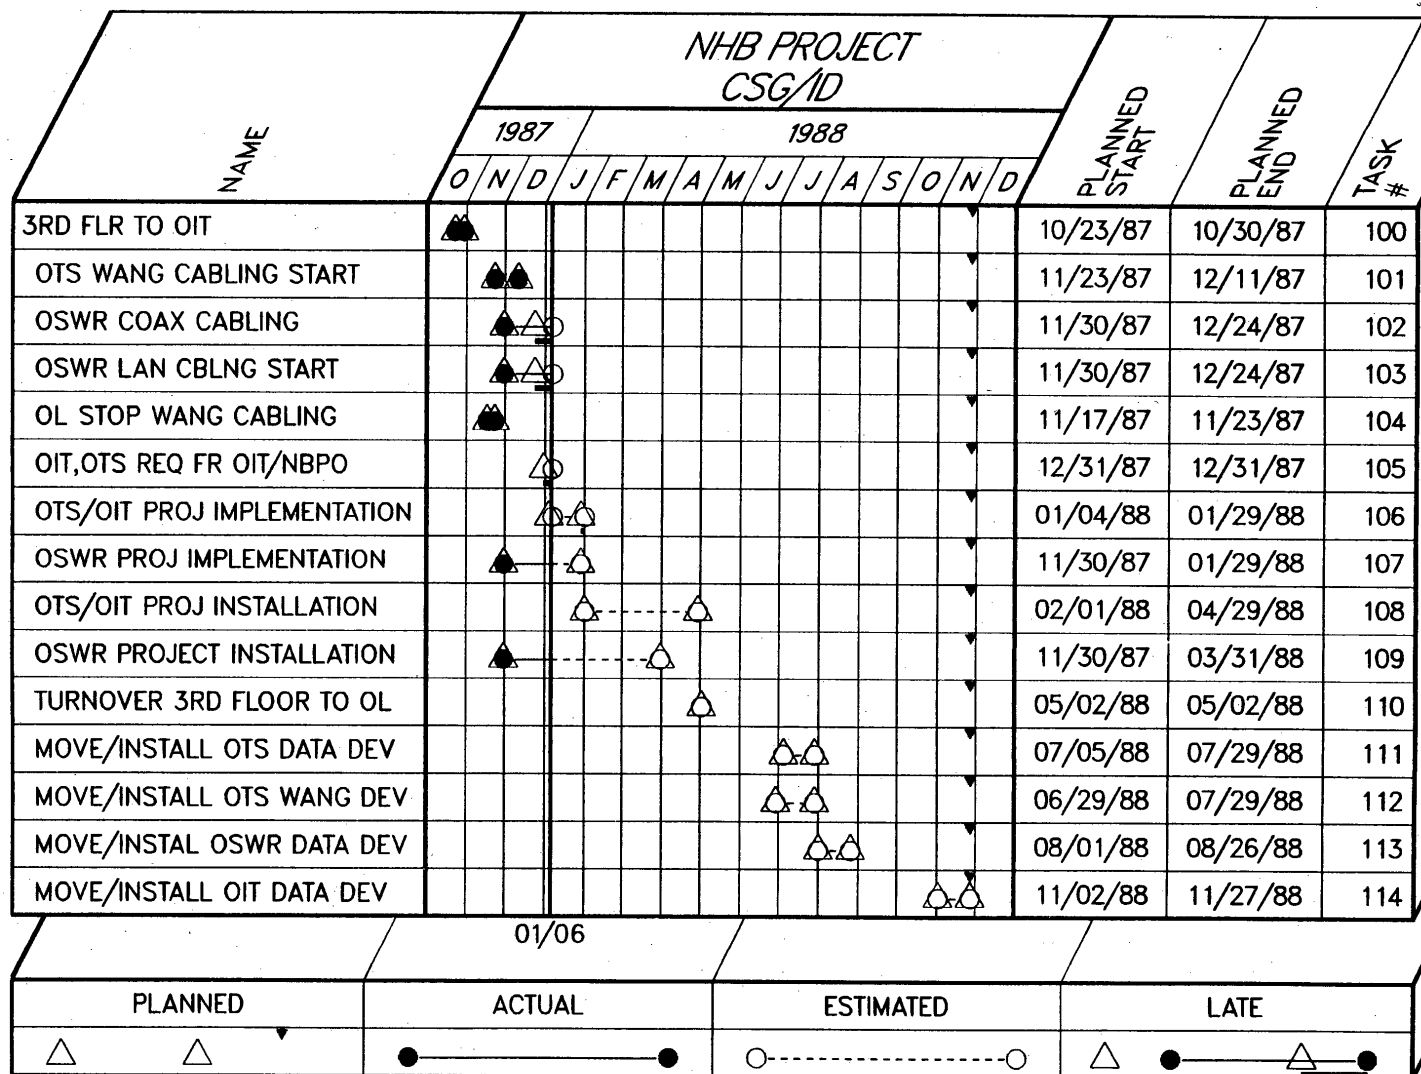 NHB PROJECT
CSG/ID
NAME
1987 1988
O N D J F M A M J J A S O N D
PLANNED START
PLANNED END
TASK #
3RD FLR TO OIT 10/23/87 10/30/87 100
OTS WANG CABLING START 11/23/87 12/11/87 101
OSWR COAX CABLING 11/30/87 12/24/87 102
OSWR LAN CBLNG START 11/30/87 12/24/87 103
OL STOP WANG CABLING 11/17/87 11/23/87 104
OIT,OTS REQ FR OIT/NBPO 12/31/87 12/31/87 105
OTS/OIT PROJ IMPLEMENTATION 01/04/88 01/29/88 106
OSWR PROJ IMPLEMENTATION 11/30/87 01/29/88 107
OTS/OIT PROJ INSTALLATION 02/01/88 04/29/88 108
OSWR PROJECT INSTALLATION 11/30/87 03/31/88 109
TURNOVER 3RD FLOOR TO OL 05/02/88 05/02/88 110
MOVE/INSTALL OTS DATA DEV 07/05/88 07/29/88 111
MOVE/INSTALL OTS WANG DEV 06/29/88 07/29/88 112
MOVE/INSTAL OSWR DATA DEV 08/01/88 08/26/88 113
MOVE/INSTALL OIT DATA DEV 11/02/88 11/27/88 114
01/06
PLANNED ACTUAL ESTIMATED LATE